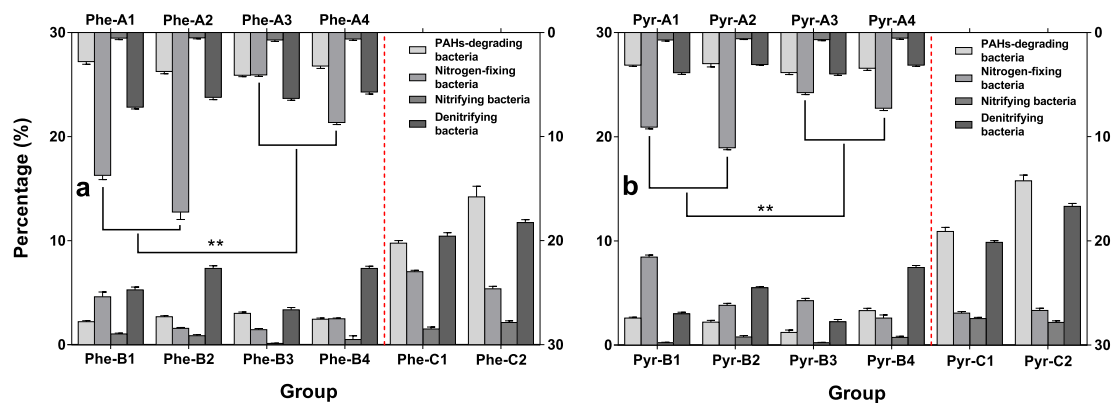 Phe-A1 Phe-A2 Phe-A3 Phe-A4
30 0
PAHs-degrading
bacteria
Nitrogen-fixing
bacteria
Nitrifying bacteria
Denitrifying
bacteria
20 10
Percentage (%)
a
**
10 20
0 30
Phe-B1 Phe-B2 Phe-B3 Phe-B4 Phe-C1 Phe-C2
Group
Pyr-A1 Pyr-A2 Pyr-A3 Pyr-A4
30 0
PAHs-degrading
bacteria
Nitrogen-fixing
bacteria
Nitrifying bacteria
Denitrifying
bacteria
20 10
b
**
10 20
0 30
Pyr-B1 Pyr-B2 Pyr-B3 Pyr-B4 Pyr-C1 Pyr-C2
Group